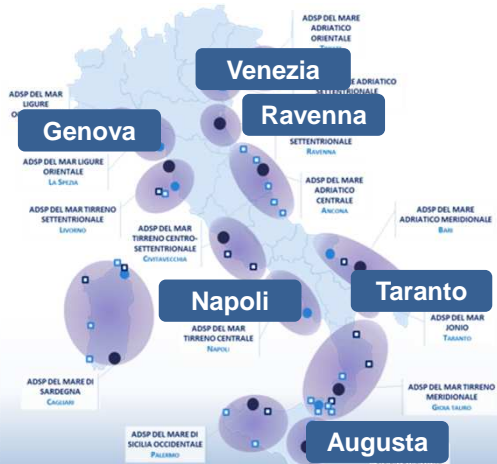 ADSP DEL MARE
ADRIATICO
ORIENTALE
Venezia
ADRIATICO
SETTENTRIONALE
ADSP DEL MAR
LIGURE
Genova
Ravenna
SETTENTRIONALE
RAVENNA
ADSP DEL MAR LIGURE
ORIENTALE
LA SPEZIA
ADSP DEL MARE
ADRIATICO
CENTRALE
ANCONA
ADSP DEL MAR TIRRENO
SETTENTRIONALE
LIVORNO
ADSP DEL MARE
ADRIATICO MERIDIONALE
BARI
ADSP DEL MAR
TIRRENO CENTRO-
SETTENTRIONALE
CIVITAVECCHIA
Napoli
Taranto
ADSP DEL MAR
TIRRENO CENTRALE
NAPOLI
ADSP DEL MAR
JONIO
TARANTO
ADSP DEL MARE DI
SARDEGNA
CAGLIARI
ADSP DEL MAR TIRRENO
MERIDIONALE
GIOIA TAURO
ADSP DEL MARE DI
SICILIA OCCIDENTALE
PALERMO
Augusta